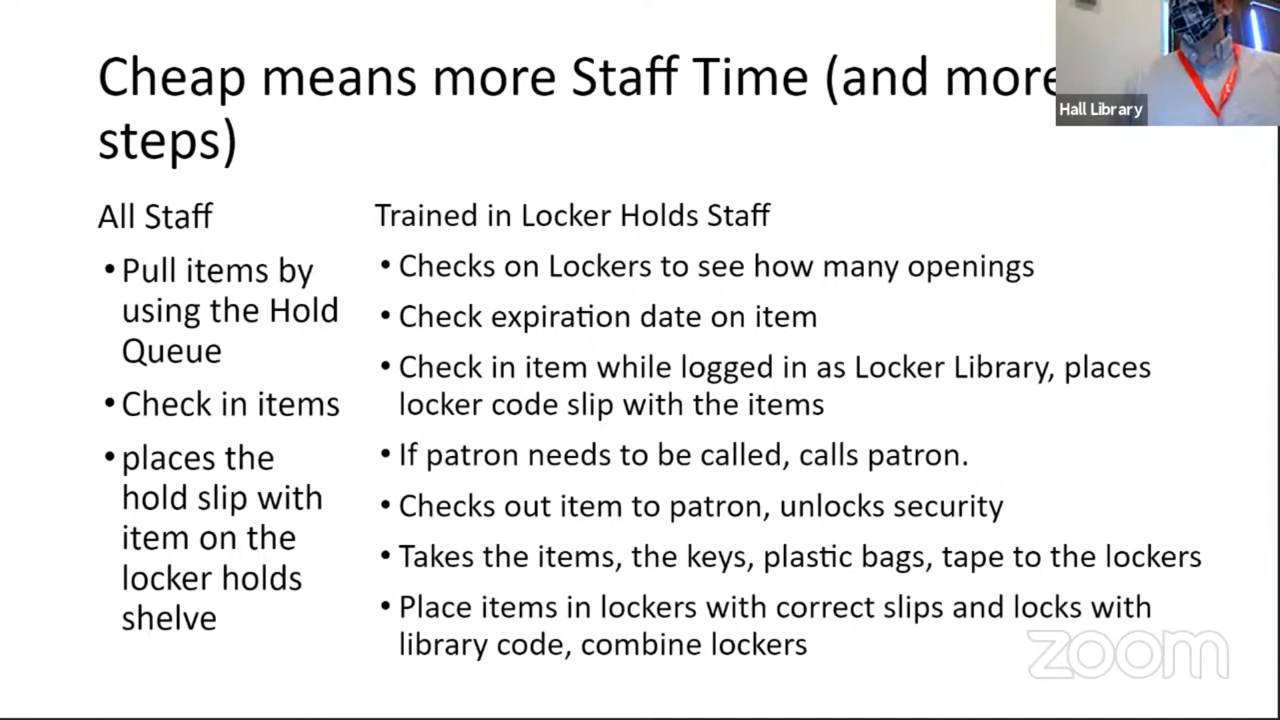 Cheap means more Staff Time (and more
steps)
Hall Library
All Staff
• Pull items by
using the Hold
Queue
• Check in items
• places the
hold slip with
item on the
locker holds
shelve
Trained in Locker Holds Staff
• Checks on Lockers to see how many openings
• Check expiration date on item
• Check in item while logged in as Locker Library, places
locker code slip with the items
• If patron needs to be called, calls patron.
• Checks out item to patron, unlocks security
• Takes the items, the keys, plastic bags, tape to the lockers
• Place items in lockers with correct slips and locks with
library code, combine lockers
zoom